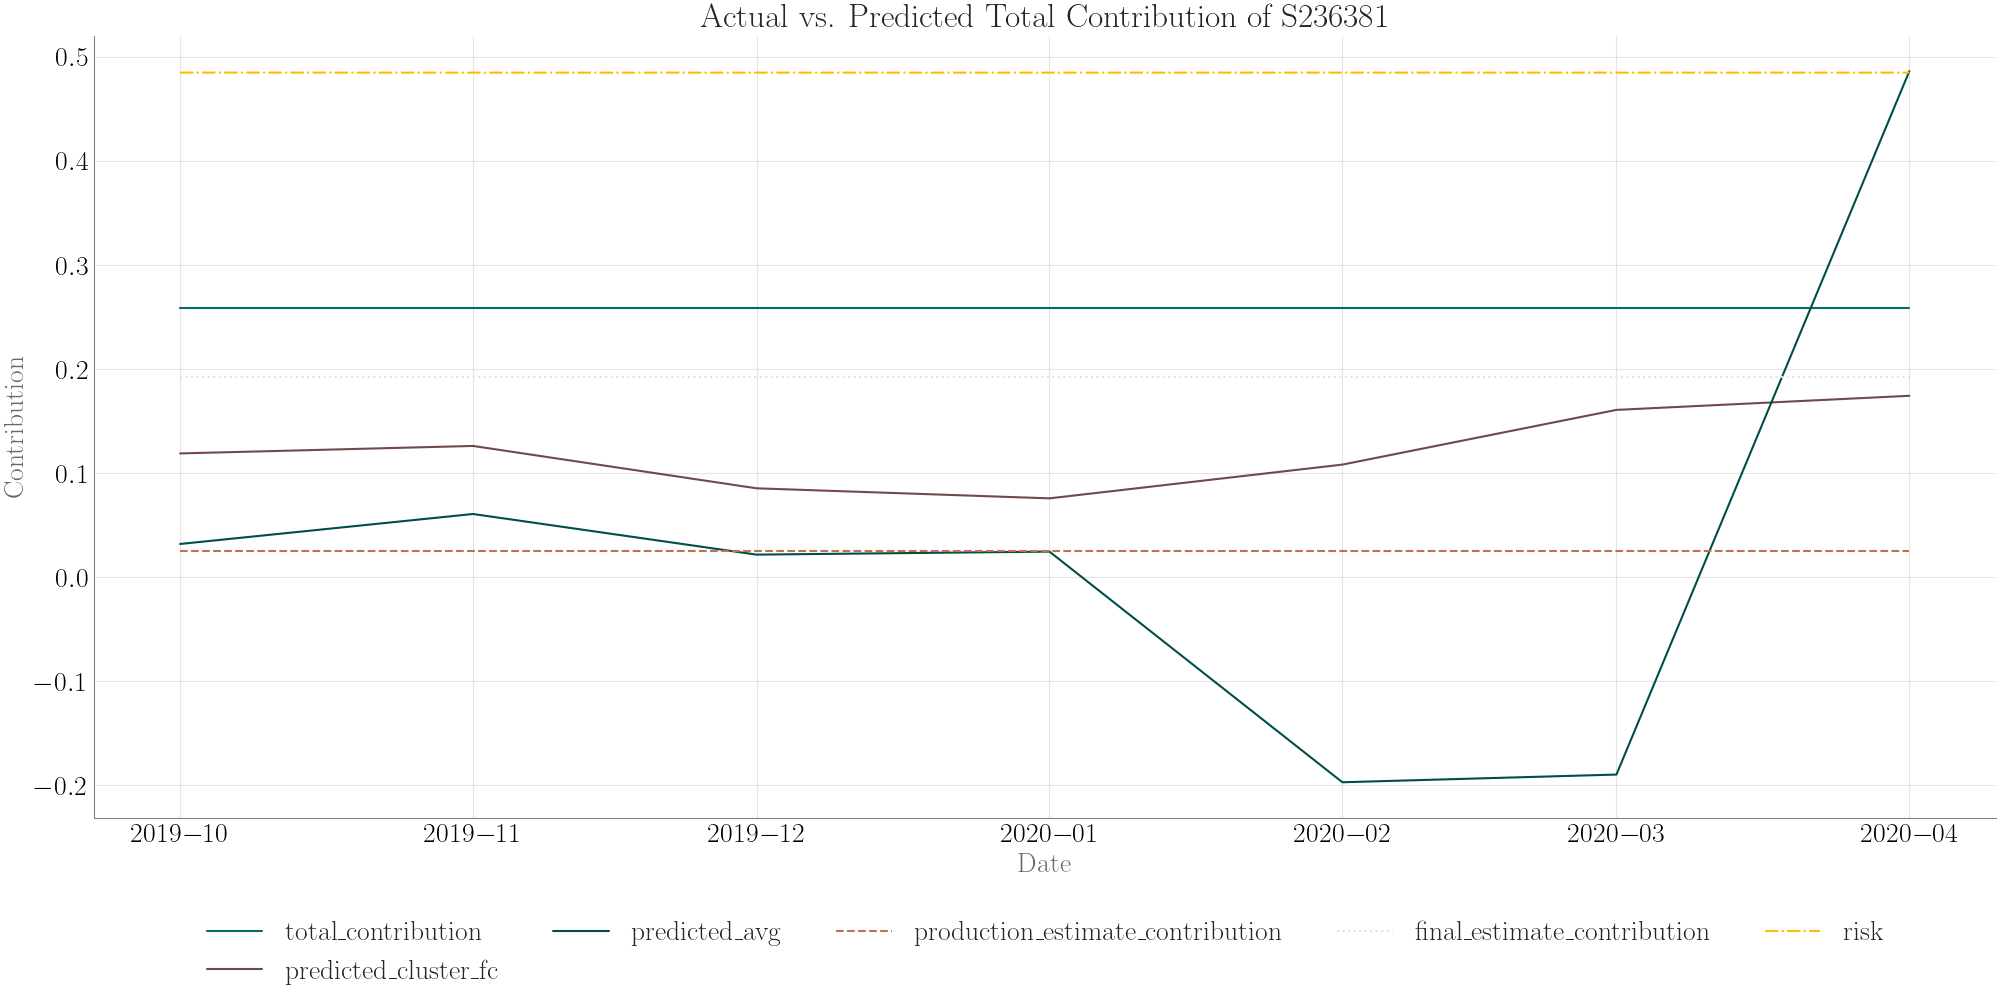 Actual vs. Predicted Total Contribution of S236381
Contribution
0.5
0.4
0.3
0.2
0.1
0.0
−0.1
−0.2
2019−10 2019−11 2019−12 2020−01 2020−02 2020−03 2020−04
Date
total_contribution predicted_avg production_estimate_contribution final_estimate_contribution risk
predicted_cluster_fc